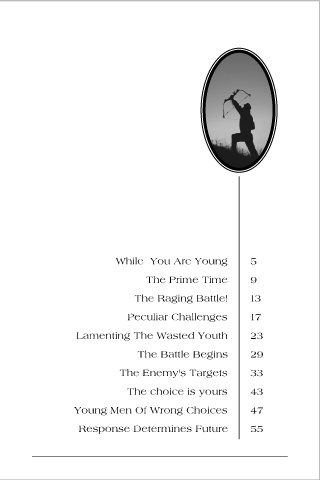 While You Are Young 5
The Prime Time 9
The Raging Battle! 13
Peculiar Challenges 17
Lamenting The Wasted Youth 23
The Battle Begins 29
The Enemy's Targets 33
The choice is yours 43
Young Men Of Wrong Choices 47
Response Determines Future 55